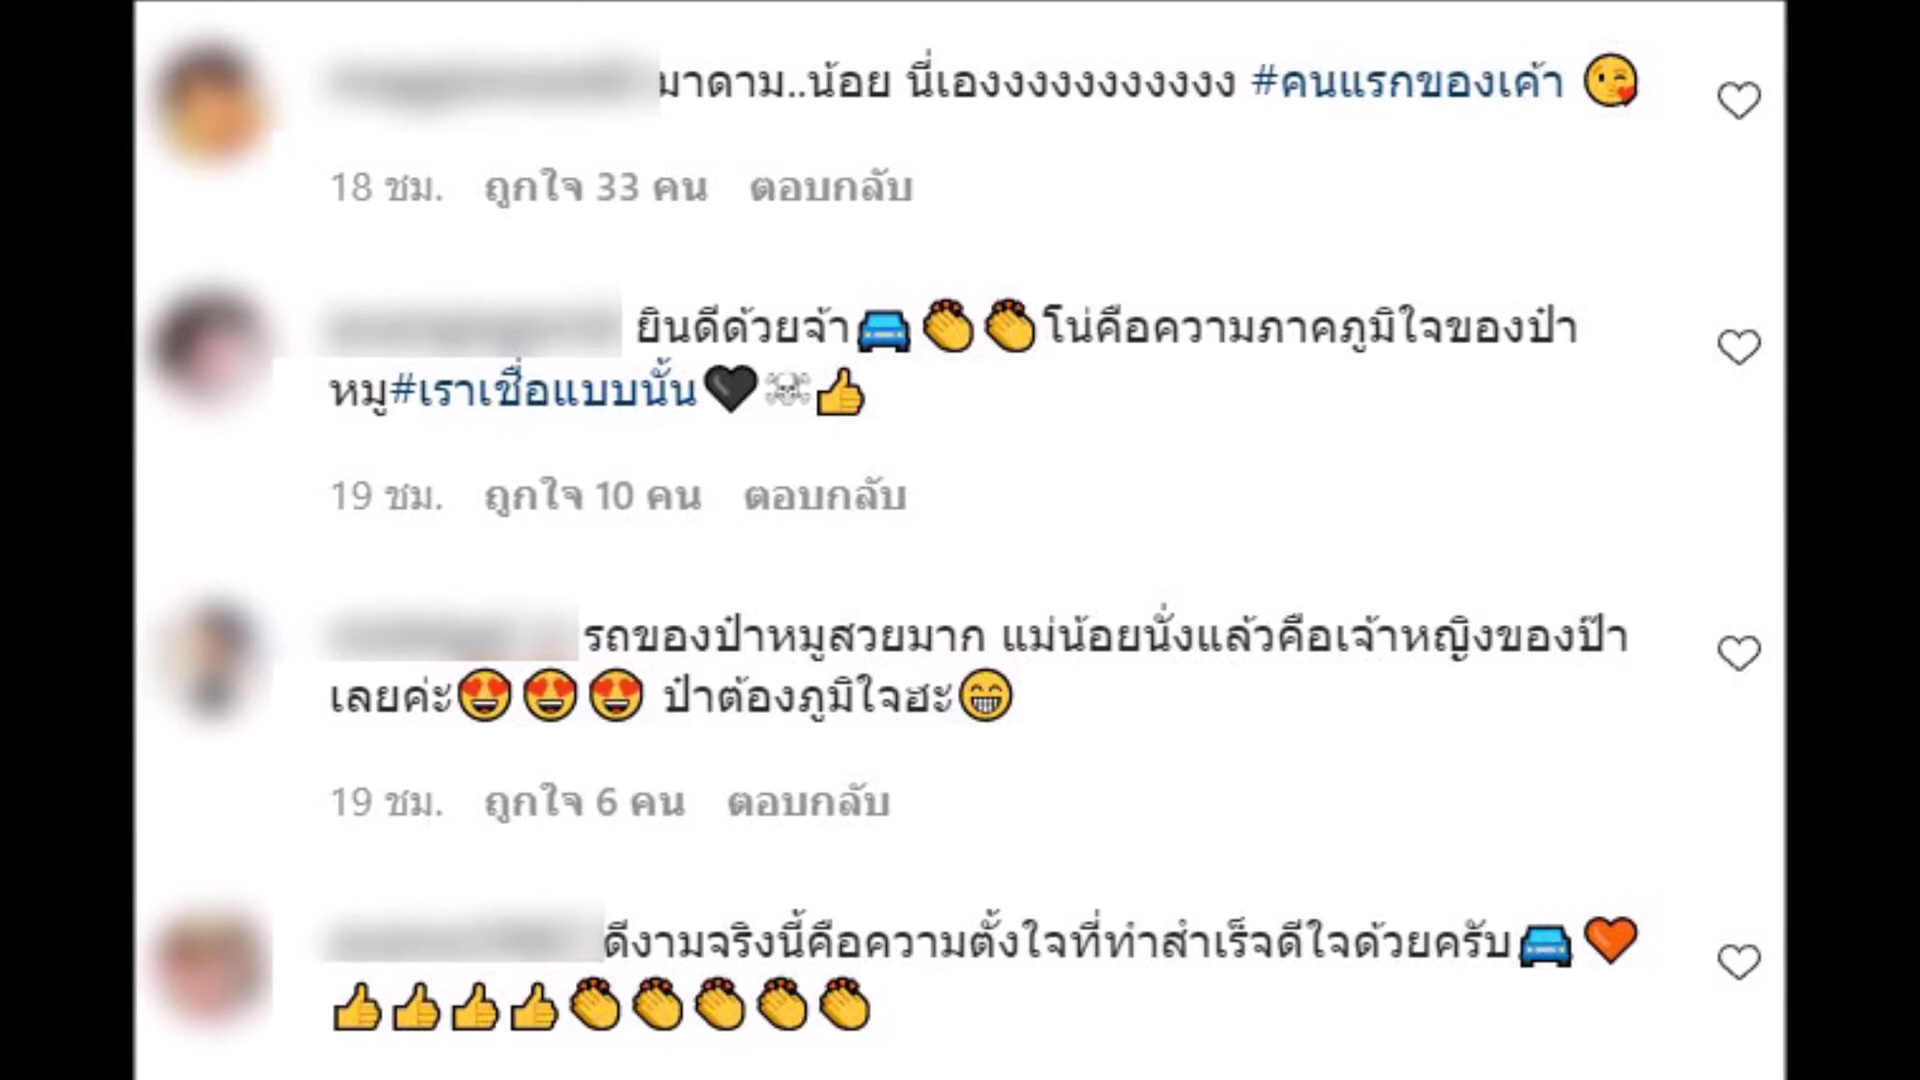 มาดาม..น้อย นี่เองงงงงงงงงงง #คนแรกของเค้า 😘
18 ชม. ถูกใจ 33 คน ตอบกลับ
ยินดีด้วยจ้า🚘👏👏โน่คือความภาคภูมิใจของป๋า
หมู#เราเชื่อแบบนั้น🖤☠👍
19 ชม. ถูกใจ 10 คน ตอบกลับ
รถของป๋าหมูสวยมาก แม่น้อยนั่งแล้วคือเจ้าหญิงของป๊า
เลยค่ะ😍😍😍 ป๋าต้องภูมิใจฮะ😁
19 ชม. ถูกใจ 6 คน ตอบกลับ
ดีงามจริงนี้คือความตั้งใจที่ทำสำเร็จดีใจด้วยครับ🚘❤
👍👍👍👍👏👏👏👏👏